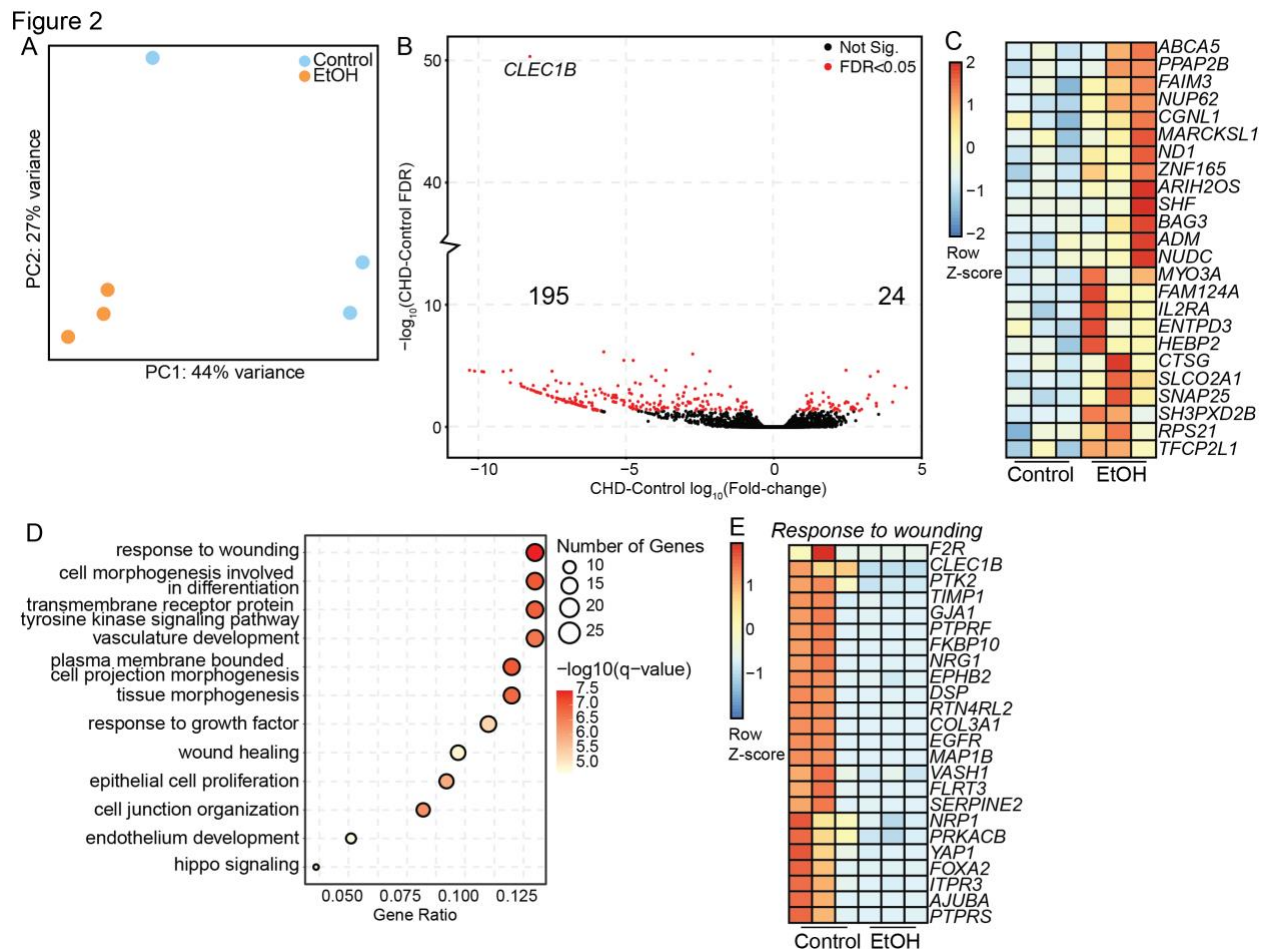 Figure 2
A
Control
EtOH
PC2: 27% variance
PC1: 44% variance
B
Not Sig.
FDR<0.05
CLEC1B
50
40
10
0
195
24
−log10(CHD-Control FDR)
−10
−5
0
5
CHD-Control log10(Fold-change)
C
2
1
0
−1
−2
Row
Z-score
ABCA5
PPAP2B
FAIM3
NUP62
CGNL1
MARCKSL1
ND1
ZNF165
ARIH2OS
SHF
BAG3
ADM
NUDC
MYO3A
FAM124A
IL2RA
ENTPD3
HEBP2
CTSG
SLCO2A1
SNAP25
SH3PXD2B
RPS21
TFCP2L1
Control
EtOH
D
response to wounding
cell morphogenesis involved
in differentiation
transmembrane receptor protein
tyrosine kinase signaling pathway
vasculature development
plasma membrane bounded
cell projection morphogenesis
tissue morphogenesis
response to growth factor
wound healing
epithelial cell proliferation
cell junction organization
endothelium development
hippo signaling
0.050
0.075
0.100
0.125
Gene Ratio
Number of Genes
10
15
20
25
−log10(q−value)
7.5
7.0
6.5
6.0
5.5
5.0
E
Response to wounding
1
0
−1
Row
Z-score
F2R
CLEC1B
PTK2
TIMP1
GJA1
PTPRF
FKBP10
NRG1
EPHB2
DSP
RTN4RL2
COL3A1
EGFR
MAP1B
VASH1
FLRT3
SERPINE2
NRP1
PRKACB
YAP1
FOXA2
ITPR3
AJUBA
PTPRS
Control
EtOH